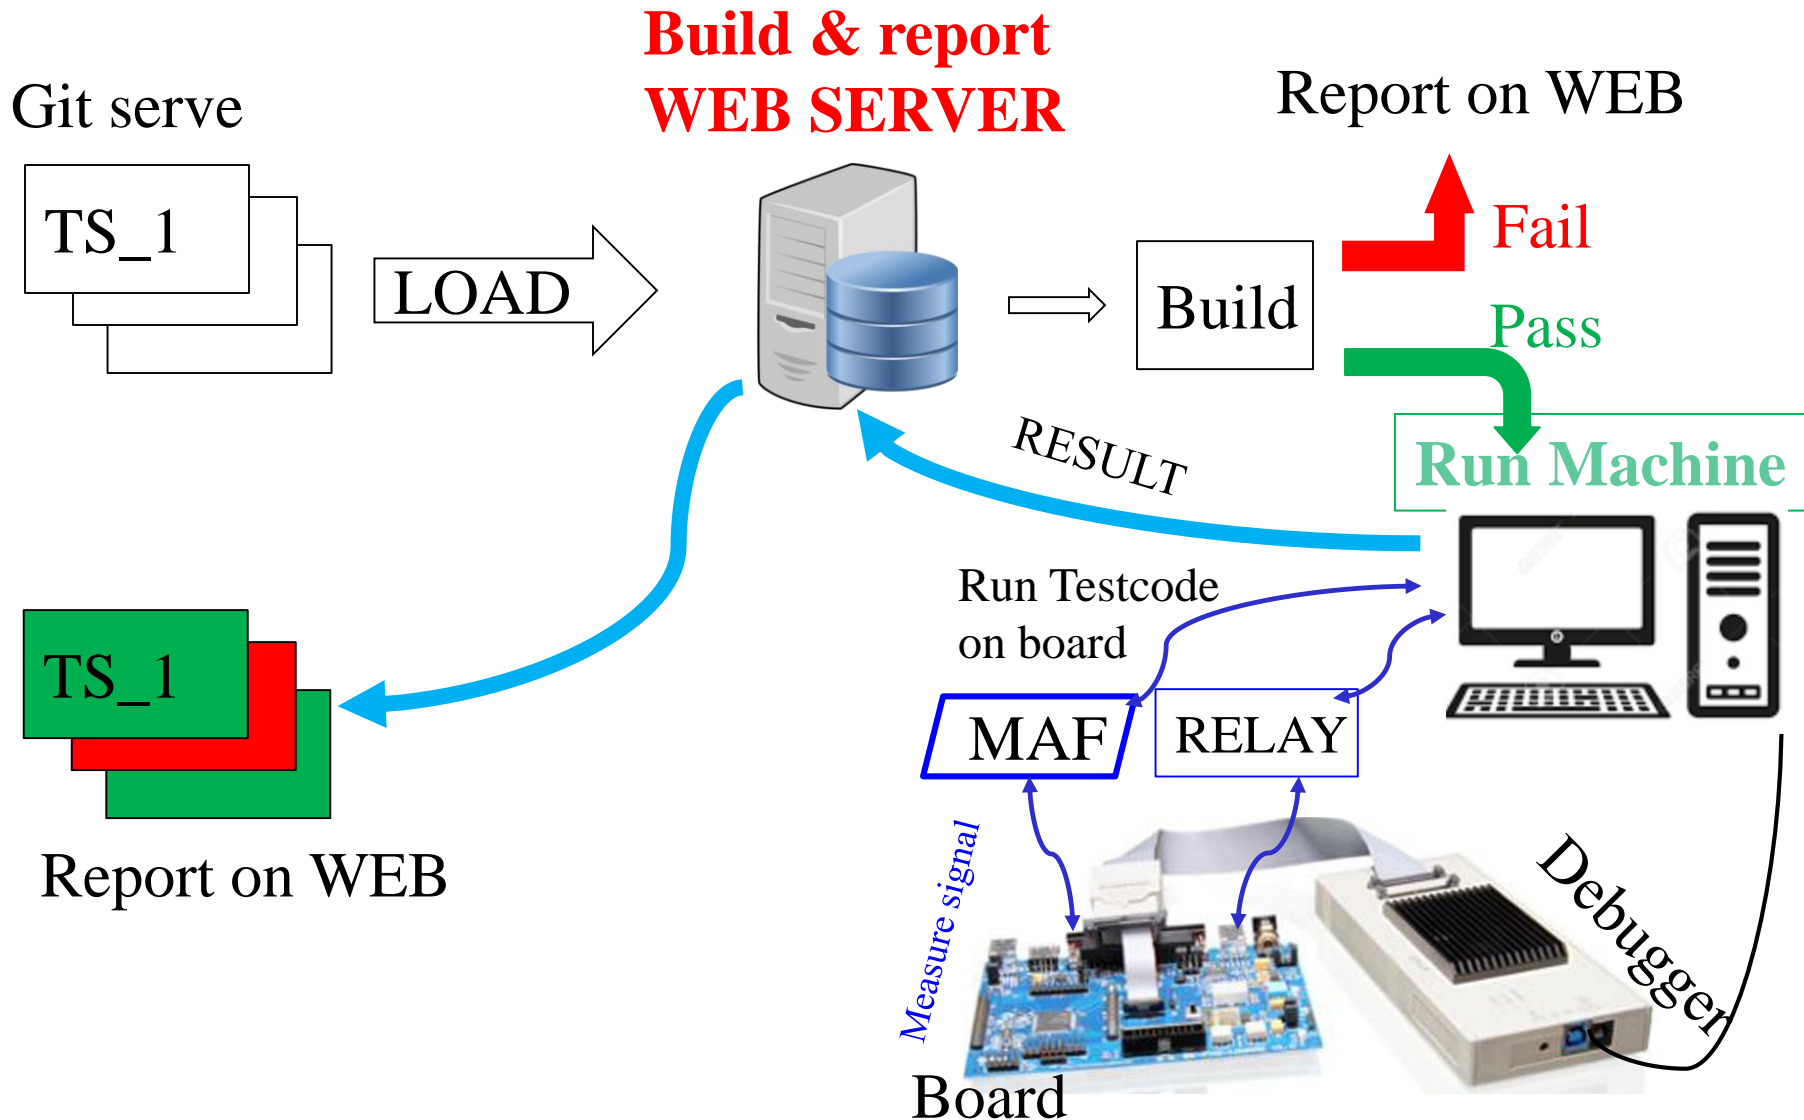 Build & report
WEB SERVER
Git serve
Report on WEB
TS_1
LOAD
Build
Fail
Pass
RESULT
Run Machine
Run Testcode
on board
TS_1
MAF
RELAY
Report on WEB
Measure signal
Debugger
Board